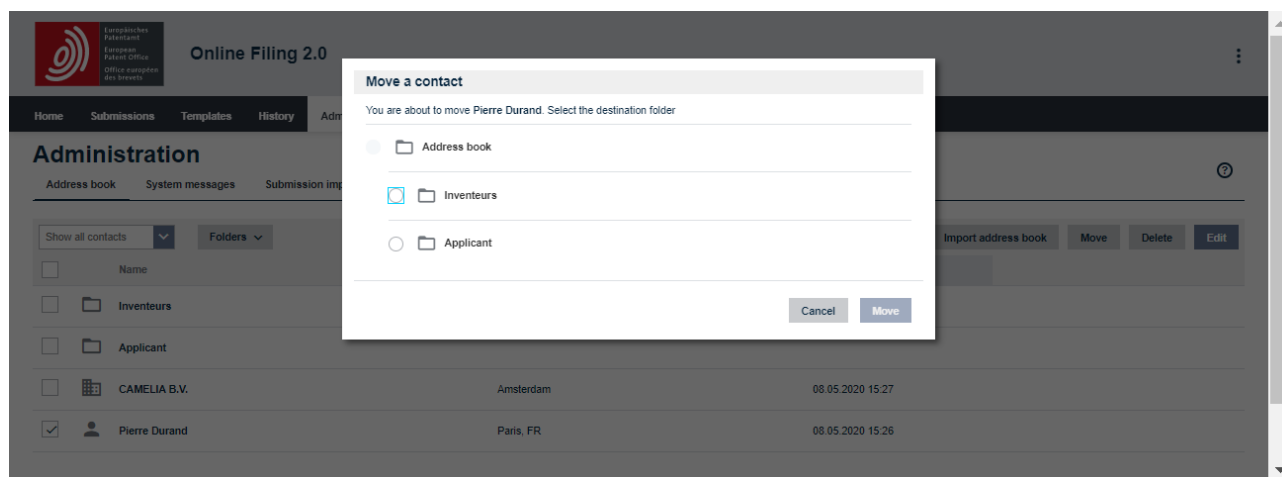 Europäisches
Patentamt
European
Patent Office
Office européen
des brevets
Online Filing 2.0
Move a contact
You are about to move Pierre Durand. Select the destination folder
Home Submissions Templates History Adm
Address book
Administration
Address book System messages Submission imp
Inventeurs
Show all contacts Folders
Import address book Move Delete Edit
Applicant
Name
Inventeurs
Cancel Move
Applicant
CAMELIA B.V. Amsterdam 08.05.2020 15:27
Pierre Durand Paris, FR 08.05.2020 15:26